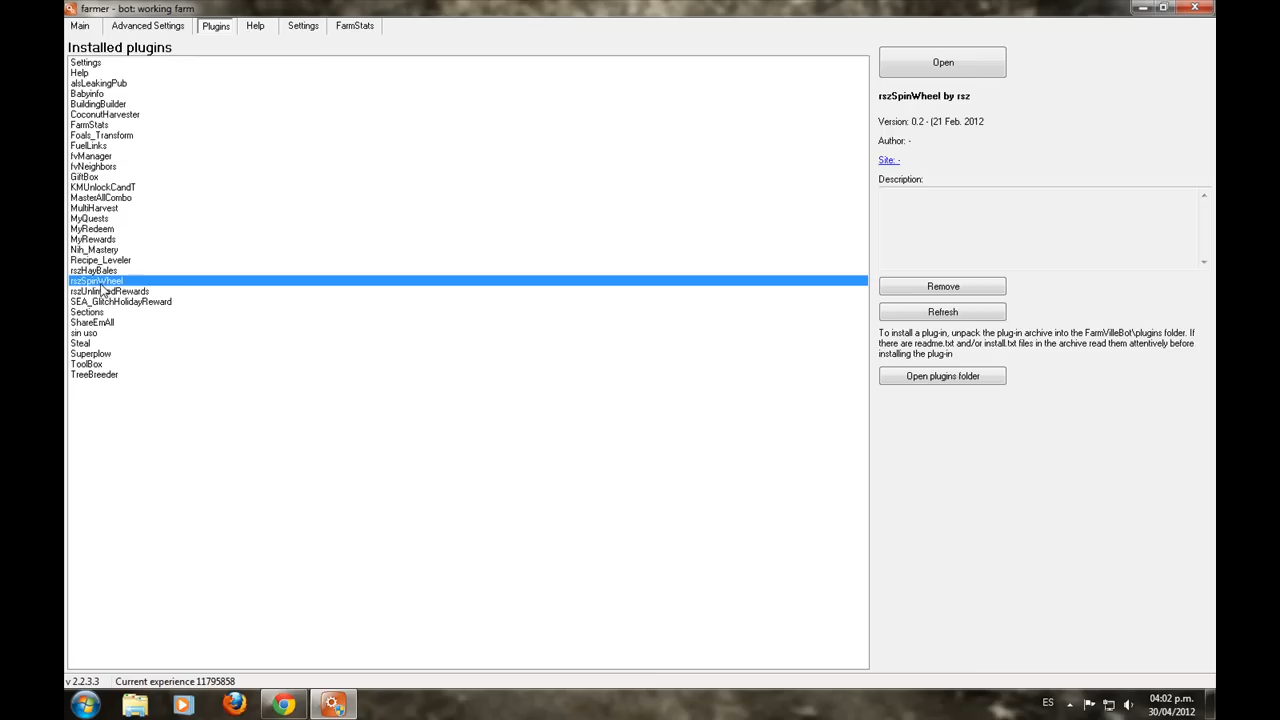 farmer - bot: working farm
Main Advanced Settings Plugins Help Settings FarmStats
Installed plugins
Settings
Help
alsLeakingPub
Babyinfo
BuildingBuilder
CoconutHarvester
FarmStats
Foals_Transform
FuelLinks
fvManager
fvNeighbors
GiftBox
KMUnlockCandT
MasterAllCombo
MultiHarvest
MyQuests
MyRedeem
MyRewards
Nih_Mastery
Recipe_Leveler
rszHayBales
rszSpinWheel
SEA_GlitchHolidayReward
Sections
ShareEmAll
sin uso
Steal
Superplow
ToolBox
TreeBreeder
Open
rszSpinWheel by rsz
Version: 0.2 - (21 Feb. 2012
Author: -
Site: -
Description:
Remove
Refresh
To install a plug-in, unpack the plug-in archive into the FarmVilleBot\plugins folder. If
there are readme.txt and/or install.txt files in the archive read them attentively before
installing the plug-in
Open plugins folder
v 2.2.3.3 Current experience 11795858
ES 04:02 p.m.
30/04/2012